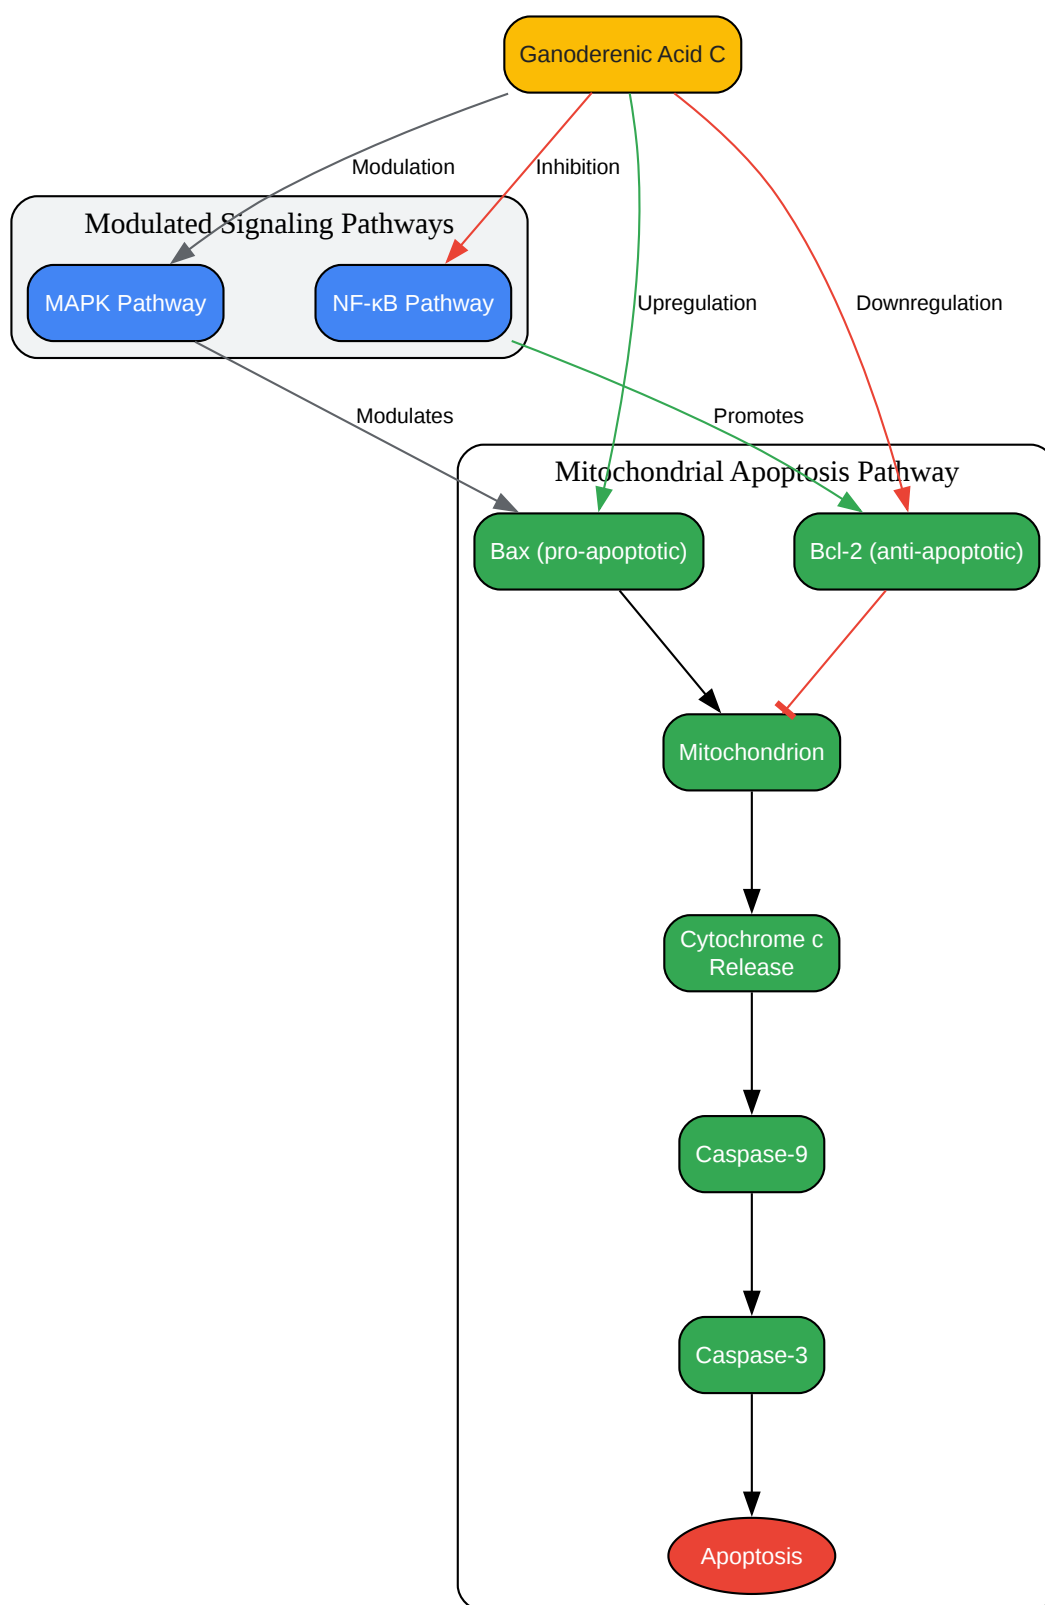 Ganoderenic Acid C
Modulation
Inhibition
Modulated Signaling Pathways
MAPK Pathway
NF-κB Pathway
Upregulation
Downregulation
Modulates
Promotes
Mitochondrial Apoptosis Pathway
Bax (pro-apoptotic)
Bcl-2 (anti-apoptotic)
Mitochondrion
Cytochrome c
Release
Caspase-9
Caspase-3
Apoptosis